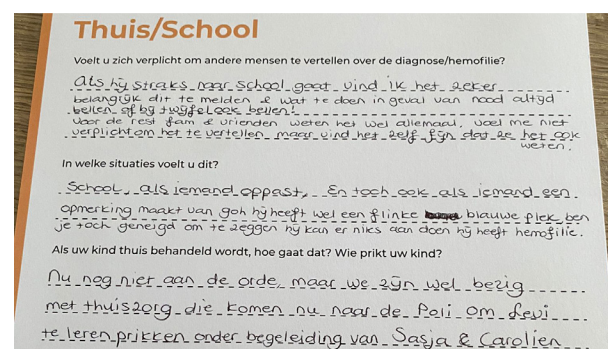 Thuis/School
Voelt u zich verplicht om andere mensen te vertellen over de diagnose/hemofilie?
Als hij straks naar school gaat vind ik het zeker
belangrijk dit te melden & wat te doen in geval van nood altijd
bellen of bij twijfel ook bellen!
Voor de rest fam & vrienden weten het wel allemaal, voel me niet
verplicht om het te vertellen maar vind het zelf fijn dat ze het ook
weten.
In welke situaties voelt u dit?
School, als iemand oppast, En toch ook als iemand een
opmerking maakt van goh hij heeft wel een flinke blauwe plek ben
je toch geneigd om te zeggen hij kan er niks aan doen hij heeft hemofilie.
Als uw kind thuis behandeld wordt, hoe gaat dat? Wie prikt uw kind?
Nu nog niet aan de orde, maar we zijn wel bezig
met thuiszorg die komen nu naar de Poli om Levi
te leren prikken onder begeleiding van Sasja & Carolien